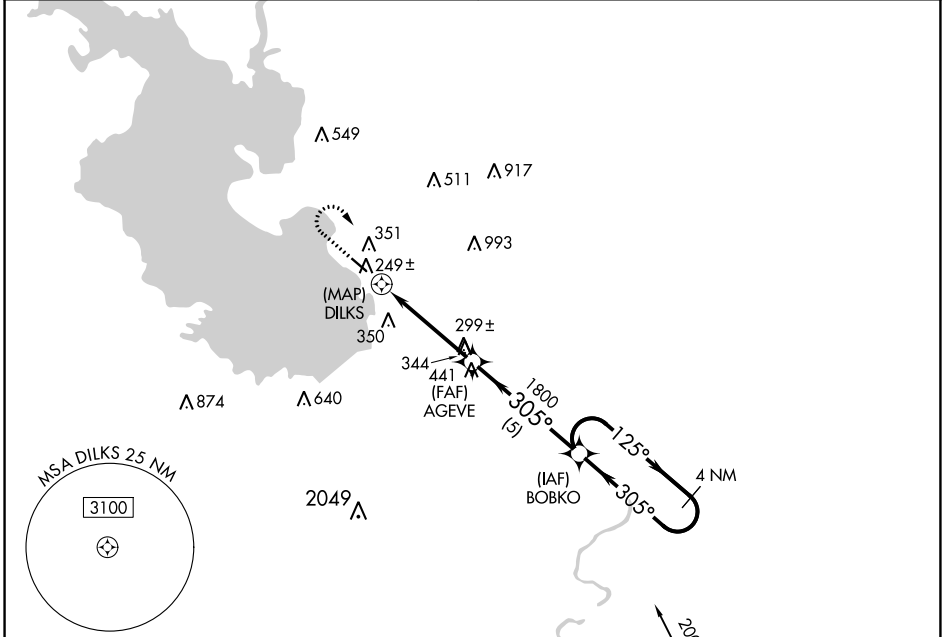 549
511
917
351
993
249±
(MAP)
DILKS
350
299±
344
441
(FAF)
AGEVE
1800
305°
(5)
874
640
125°
4 NM
(IAF)
BOBKO
305°
MSA DILKS 25 NM
3100
2049